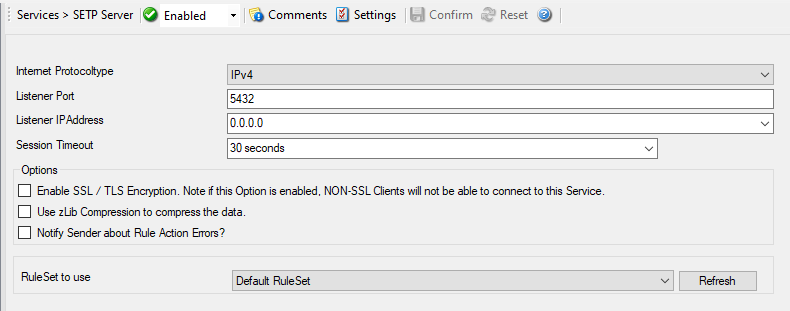 Services > SETP Server Enabled Comments Settings Confirm Reset
Internet Protocoltype IPv4
Listener Port 5432
Listener IPAddress 0.0.0.0
Session Timeout 30 seconds
Options
Enable SSL / TLS Encryption. Note if this Option is enabled, NON-SSL Clients will not be able to connect to this Service.
Use zLib Compression to compress the data.
Notify Sender about Rule Action Errors?
RuleSet to use Default RuleSet Refresh